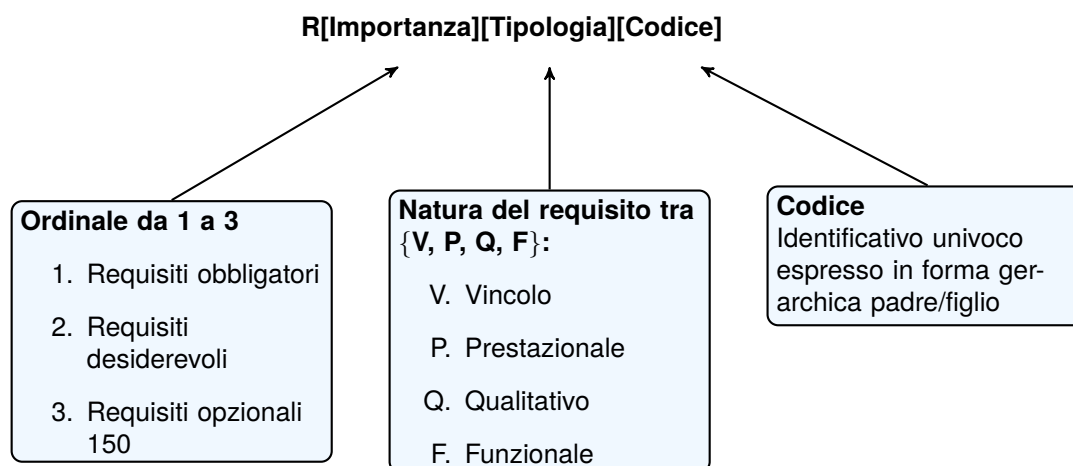 R[Importanza][Tipologia][Codice]
Ordinale da 1 a 3
1. Requisiti obbligatori
2. Requisiti
desiderevoli
3. Requisiti opzionali
150
Natura del requisito tra
{V, P, Q, F}:
V. Vincolo
P. Prestazionale
Q. Qualitativo
F. Funzionale
Codice
Identificativo univoco
espresso in forma ger-
archica padre/figlio